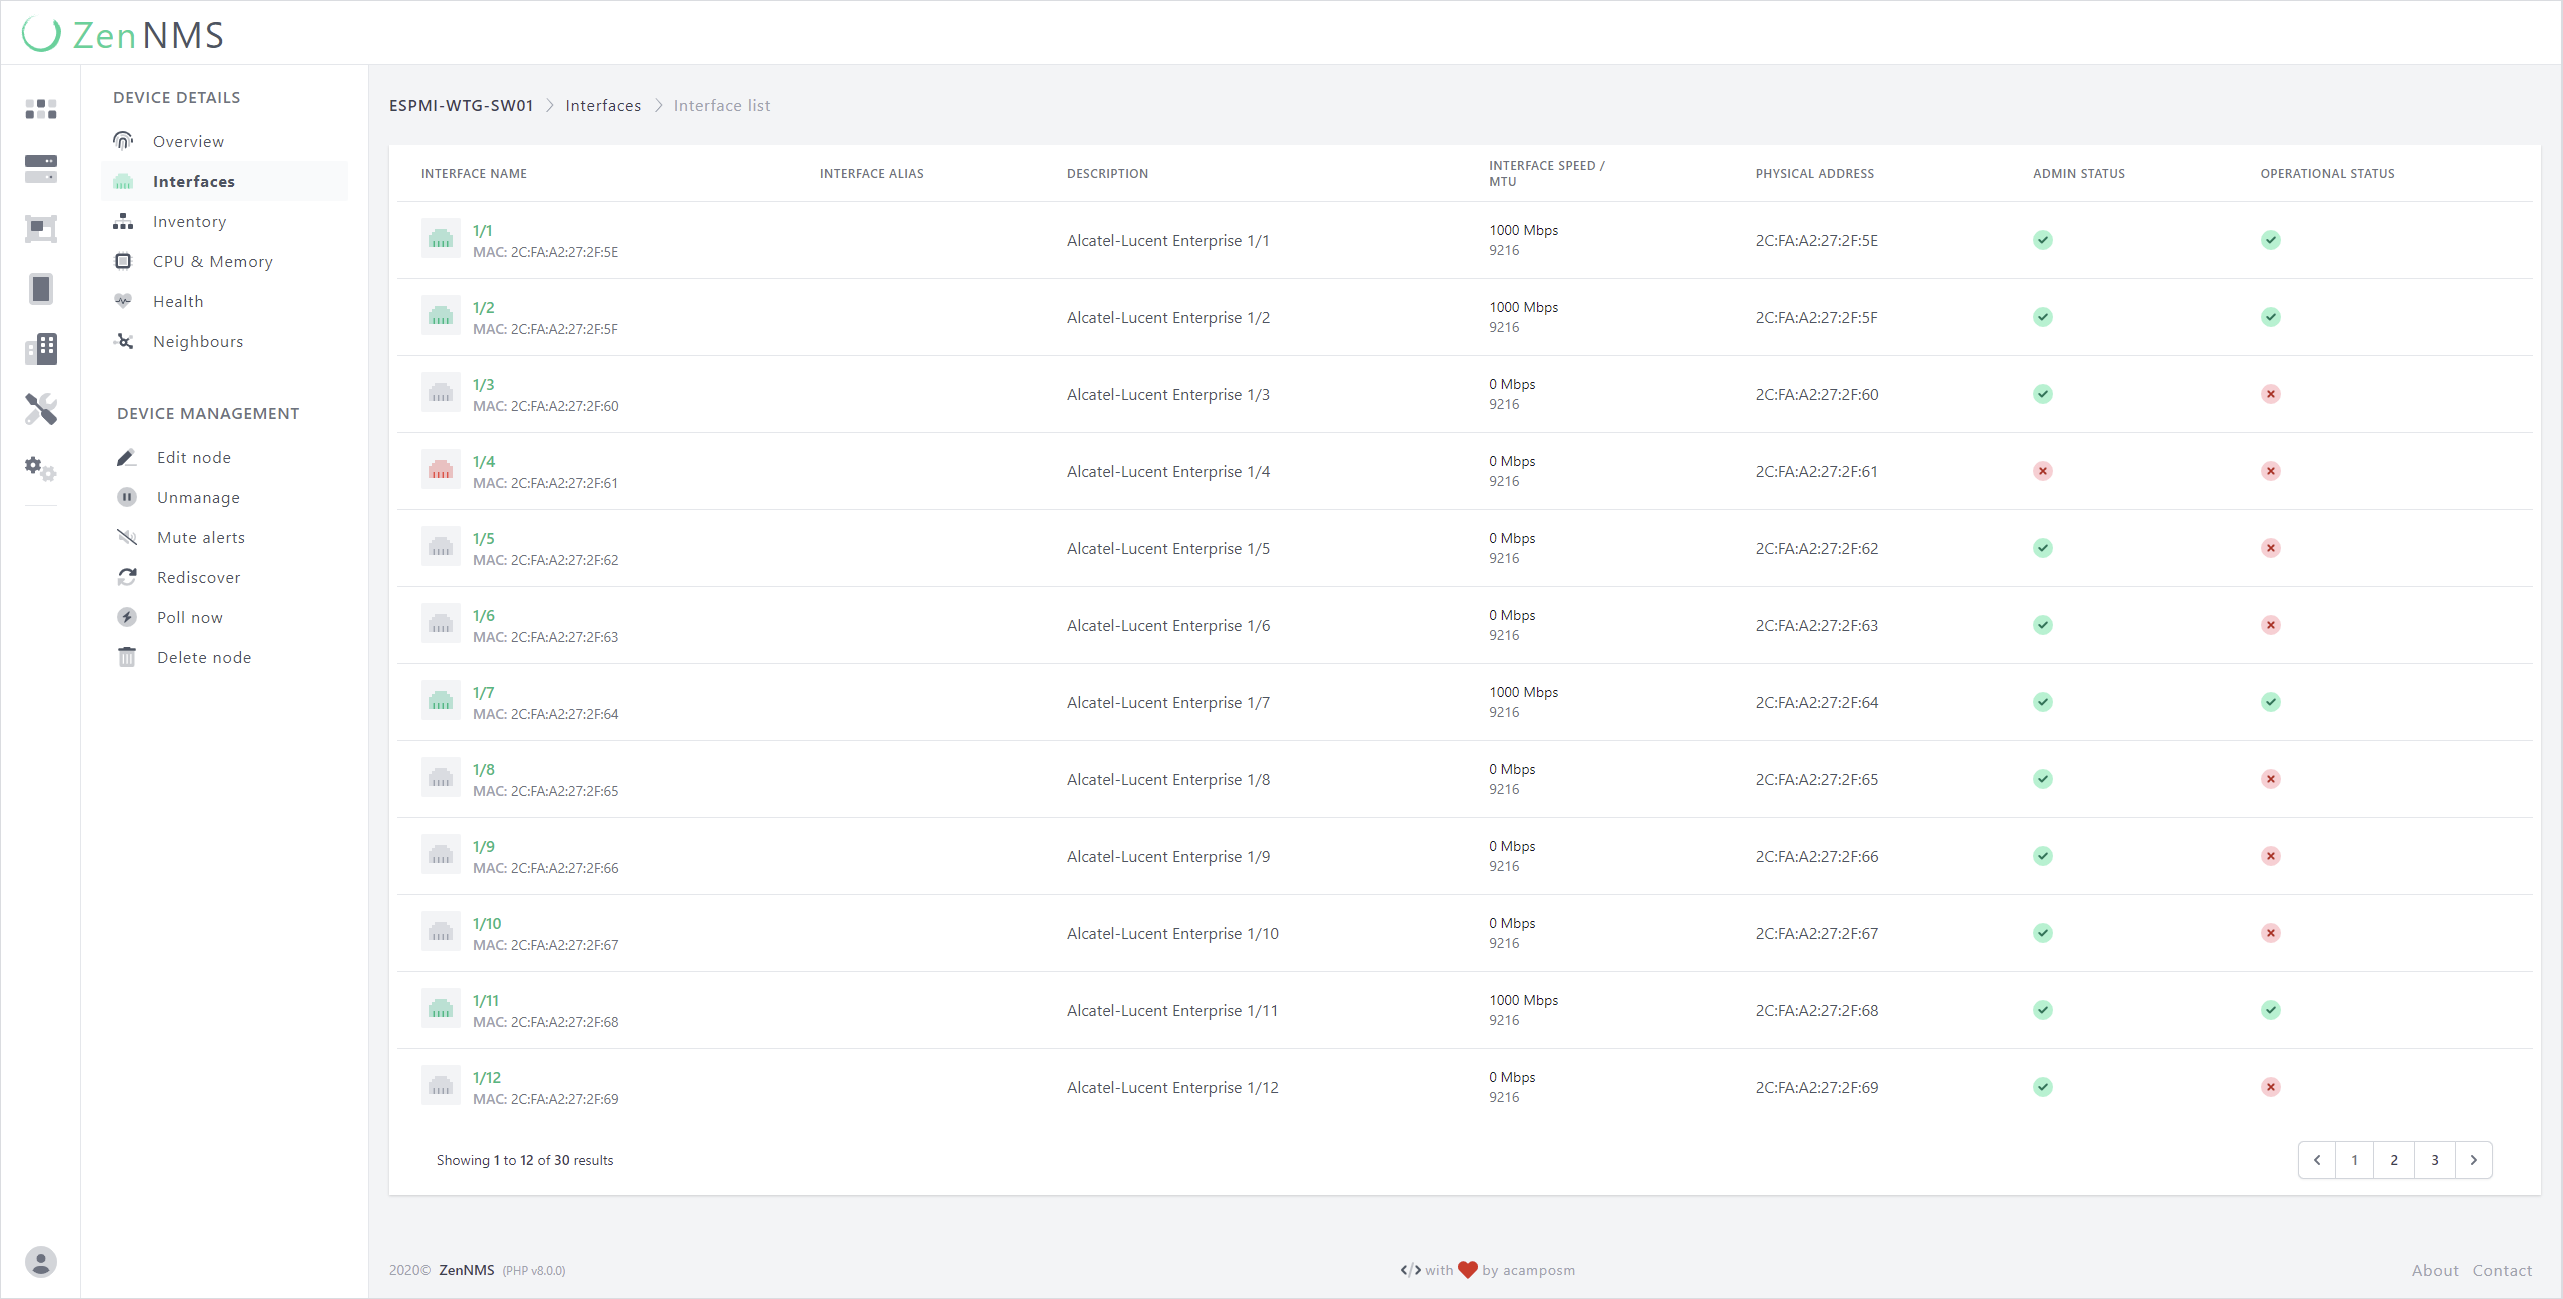 ZenNMS
DEVICE DETAILS
Overview
Interfaces
Inventory
CPU & Memory
Health
Neighbours
DEVICE MANAGEMENT
Edit node
Unmanage
Mute alerts
Rediscover
Poll now
Delete node
ESPMI-WTG-SW01 Interfaces Interface list
INTERFACE NAME INTERFACE ALIAS DESCRIPTION INTERFACE SPEED / MTU PHYSICAL ADDRESS ADMIN STATUS OPERATIONAL STATUS
1/1 Alcatel-Lucent Enterprise 1/1 1000 Mbps 2C:FA:A2:27:2F:5E
MAC: 2C:FA:A2:27:2F:5E 9216
1/2 Alcatel-Lucent Enterprise 1/2 1000 Mbps 2C:FA:A2:27:2F:5F
MAC: 2C:FA:A2:27:2F:5F 9216
1/3 Alcatel-Lucent Enterprise 1/3 0 Mbps 2C:FA:A2:27:2F:60
MAC: 2C:FA:A2:27:2F:60 9216
1/4 Alcatel-Lucent Enterprise 1/4 0 Mbps 2C:FA:A2:27:2F:61
MAC: 2C:FA:A2:27:2F:61 9216
1/5 Alcatel-Lucent Enterprise 1/5 0 Mbps 2C:FA:A2:27:2F:62
MAC: 2C:FA:A2:27:2F:62 9216
1/6 Alcatel-Lucent Enterprise 1/6 0 Mbps 2C:FA:A2:27:2F:63
MAC: 2C:FA:A2:27:2F:63 9216
1/7 Alcatel-Lucent Enterprise 1/7 1000 Mbps 2C:FA:A2:27:2F:64
MAC: 2C:FA:A2:27:2F:64 9216
1/8 Alcatel-Lucent Enterprise 1/8 0 Mbps 2C:FA:A2:27:2F:65
MAC: 2C:FA:A2:27:2F:65 9216
1/9 Alcatel-Lucent Enterprise 1/9 0 Mbps 2C:FA:A2:27:2F:66
MAC: 2C:FA:A2:27:2F:66 9216
1/10 Alcatel-Lucent Enterprise 1/10 0 Mbps 2C:FA:A2:27:2F:67
MAC: 2C:FA:A2:27:2F:67 9216
1/11 Alcatel-Lucent Enterprise 1/11 1000 Mbps 2C:FA:A2:27:2F:68
MAC: 2C:FA:A2:27:2F:68 9216
1/12 Alcatel-Lucent Enterprise 1/12 0 Mbps 2C:FA:A2:27:2F:69
MAC: 2C:FA:A2:27:2F:69 9216
Showing 1 to 12 of 30 results 1 2 3
2020© ZenNMS (PHP v8.0.0) </> with by acamposm About Contact